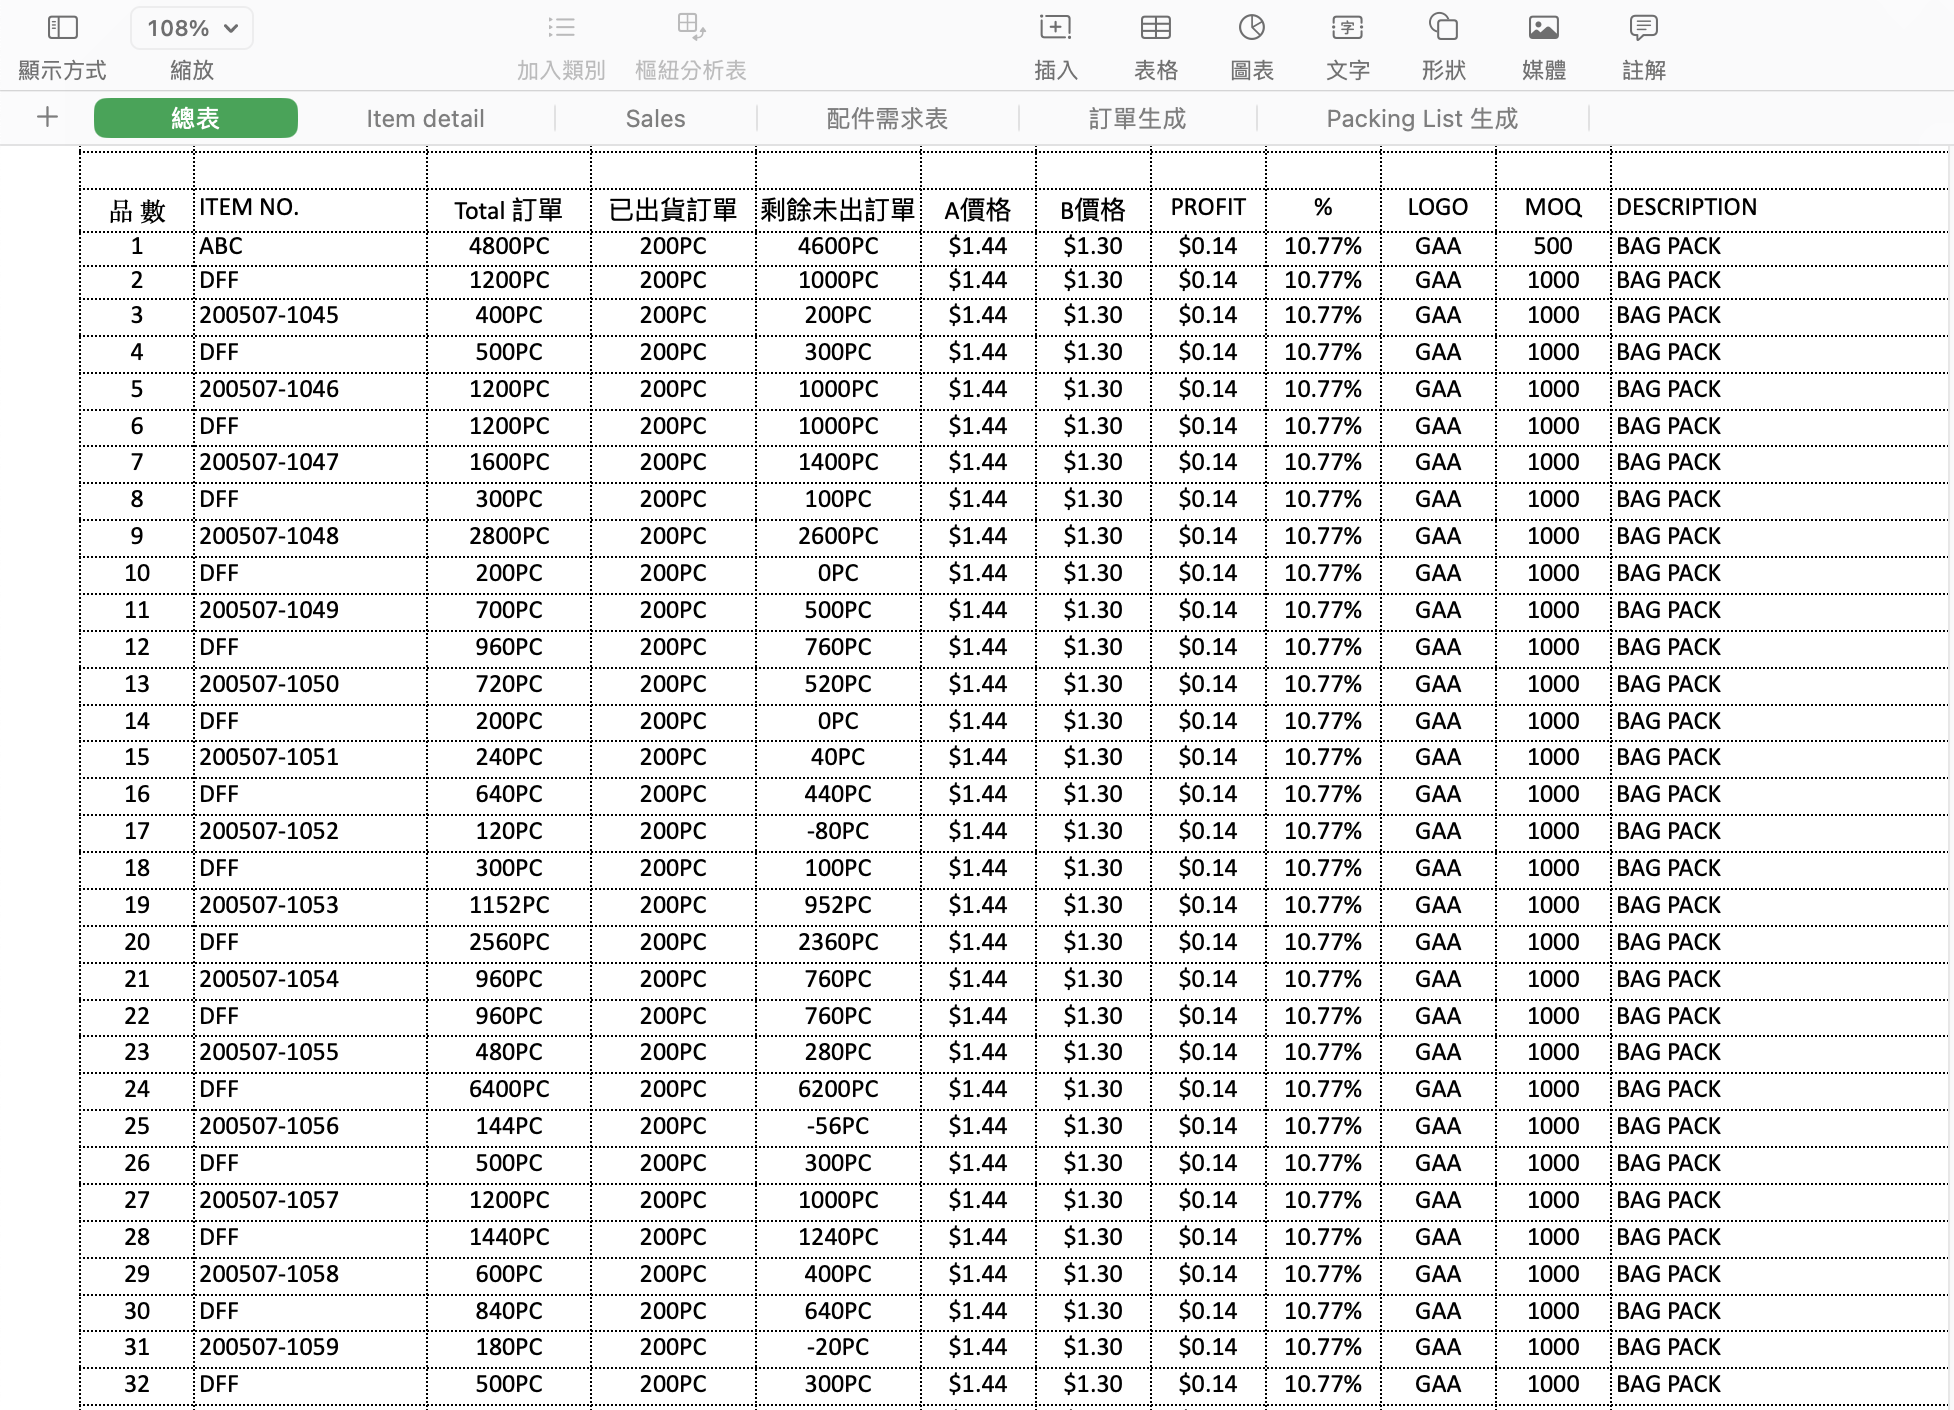 108%
顯示方式 縮放 加入類別 樞紐分析表 插入 表格 圖表 文字 形狀 媒體 註解
總表 Item detail Sales 配件需求表 訂單生成 Packing List 生成
品 數 ITEM NO. Total 訂單 已出貨訂單 剩餘未出訂單 A價格 B價格 PROFIT % LOGO MOQ DESCRIPTION
1 ABC 4800PC 200PC 4600PC $1.44 $1.30 $0.14 10.77% GAA 500 BAG PACK
2 DFF 1200PC 200PC 1000PC $1.44 $1.30 $0.14 10.77% GAA 1000 BAG PACK
3 200507-1045 400PC 200PC 200PC $1.44 $1.30 $0.14 10.77% GAA 1000 BAG PACK
4 DFF 500PC 200PC 300PC $1.44 $1.30 $0.14 10.77% GAA 1000 BAG PACK
5 200507-1046 1200PC 200PC 1000PC $1.44 $1.30 $0.14 10.77% GAA 1000 BAG PACK
6 DFF 1200PC 200PC 1000PC $1.44 $1.30 $0.14 10.77% GAA 1000 BAG PACK
7 200507-1047 1600PC 200PC 1400PC $1.44 $1.30 $0.14 10.77% GAA 1000 BAG PACK
8 DFF 300PC 200PC 100PC $1.44 $1.30 $0.14 10.77% GAA 1000 BAG PACK
9 200507-1048 2800PC 200PC 2600PC $1.44 $1.30 $0.14 10.77% GAA 1000 BAG PACK
10 DFF 200PC 200PC 0PC $1.44 $1.30 $0.14 10.77% GAA 1000 BAG PACK
11 200507-1049 700PC 200PC 500PC $1.44 $1.30 $0.14 10.77% GAA 1000 BAG PACK
12 DFF 960PC 200PC 760PC $1.44 $1.30 $0.14 10.77% GAA 1000 BAG PACK
13 200507-1050 720PC 200PC 520PC $1.44 $1.30 $0.14 10.77% GAA 1000 BAG PACK
14 DFF 200PC 200PC 0PC $1.44 $1.30 $0.14 10.77% GAA 1000 BAG PACK
15 200507-1051 240PC 200PC 40PC $1.44 $1.30 $0.14 10.77% GAA 1000 BAG PACK
16 DFF 640PC 200PC 440PC $1.44 $1.30 $0.14 10.77% GAA 1000 BAG PACK
17 200507-1052 120PC 200PC -80PC $1.44 $1.30 $0.14 10.77% GAA 1000 BAG PACK
18 DFF 300PC 200PC 100PC $1.44 $1.30 $0.14 10.77% GAA 1000 BAG PACK
19 200507-1053 1152PC 200PC 952PC $1.44 $1.30 $0.14 10.77% GAA 1000 BAG PACK
20 DFF 2560PC 200PC 2360PC $1.44 $1.30 $0.14 10.77% GAA 1000 BAG PACK
21 200507-1054 960PC 200PC 760PC $1.44 $1.30 $0.14 10.77% GAA 1000 BAG PACK
22 DFF 960PC 200PC 760PC $1.44 $1.30 $0.14 10.77% GAA 1000 BAG PACK
23 200507-1055 480PC 200PC 280PC $1.44 $1.30 $0.14 10.77% GAA 1000 BAG PACK
24 DFF 6400PC 200PC 6200PC $1.44 $1.30 $0.14 10.77% GAA 1000 BAG PACK
25 200507-1056 144PC 200PC -56PC $1.44 $1.30 $0.14 10.77% GAA 1000 BAG PACK
26 DFF 500PC 200PC 300PC $1.44 $1.30 $0.14 10.77% GAA 1000 BAG PACK
27 200507-1057 1200PC 200PC 1000PC $1.44 $1.30 $0.14 10.77% GAA 1000 BAG PACK
28 DFF 1440PC 200PC 1240PC $1.44 $1.30 $0.14 10.77% GAA 1000 BAG PACK
29 200507-1058 600PC 200PC 400PC $1.44 $1.30 $0.14 10.77% GAA 1000 BAG PACK
30 DFF 840PC 200PC 640PC $1.44 $1.30 $0.14 10.77% GAA 1000 BAG PACK
31 200507-1059 180PC 200PC -20PC $1.44 $1.30 $0.14 10.77% GAA 1000 BAG PACK
32 DFF 500PC 200PC 300PC $1.44 $1.30 $0.14 10.77% GAA 1000 BAG PACK